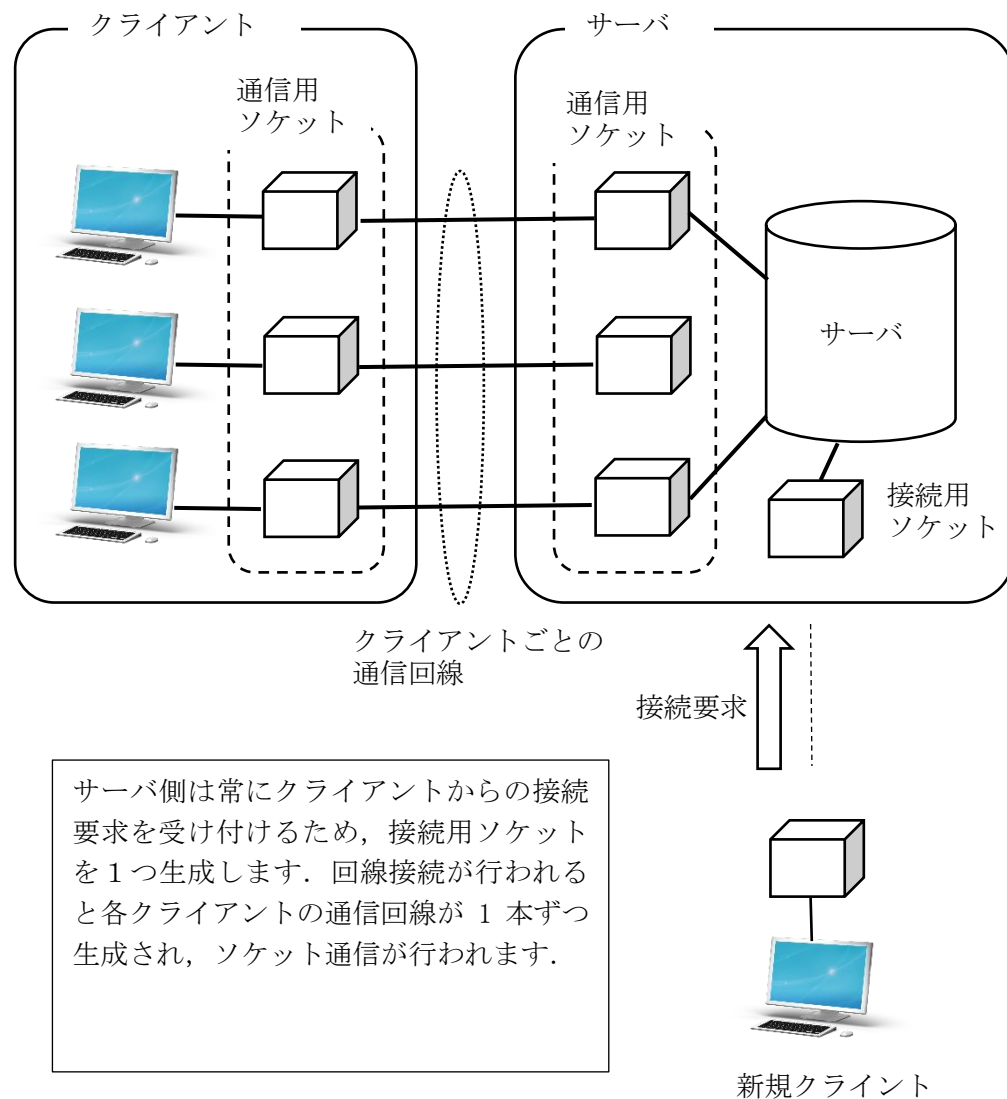 クライアント
サーバ
通信用
ソケット
通信用
ソケット
サーバ
接続用
ソケット
クライアントごとの
通信回線
接続要求
サーバ側は常にクライアントからの接続
要求を受け付けるため，接続用ソケット
を1つ生成します．回線接続が行われる
と各クライアントの通信回線が 1 本ずつ
生成され，ソケット通信が行われます．
新規クライント